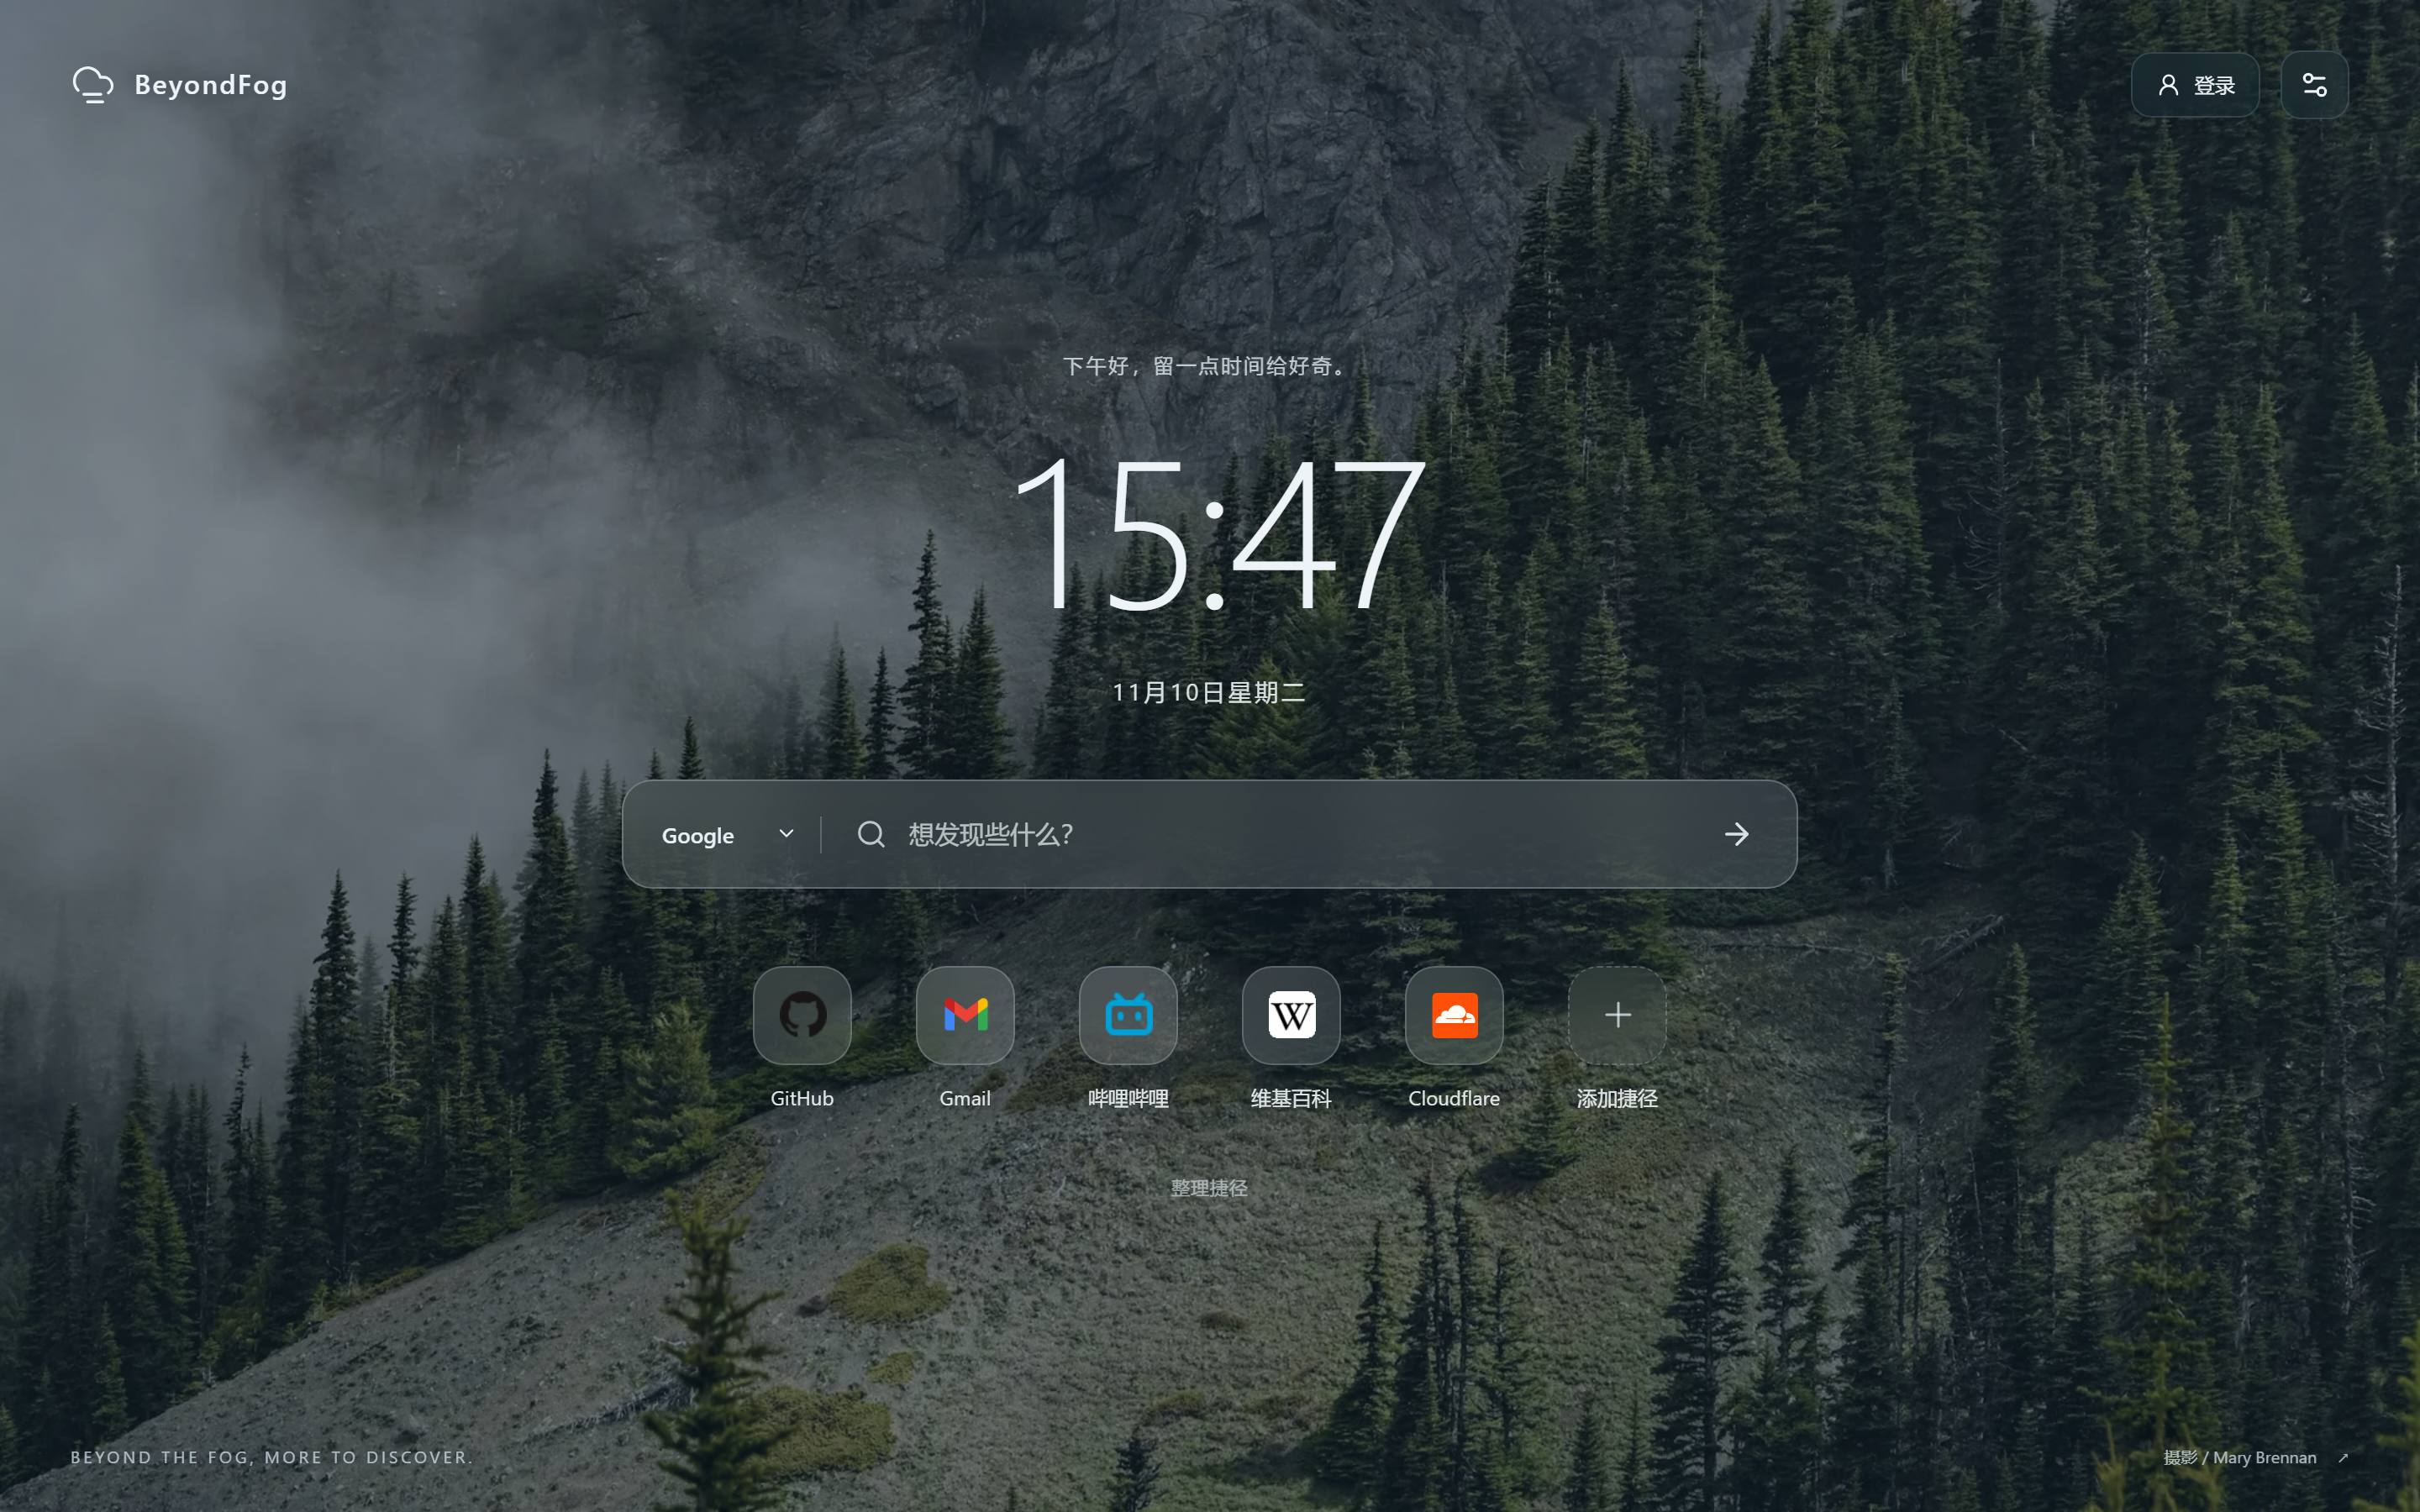 BeyondFog
登录
下午好，留一点时间给好奇。
15:47
11月10日星期二
Google
想发现些什么？
W
GitHub
Gmail
哔哩哔哩
维基百科
Cloudflare
添加捷径
整理捷径
BEYOND THE FOG, MORE TO DISCOVER.
摄影 / Mary Brennan ↗